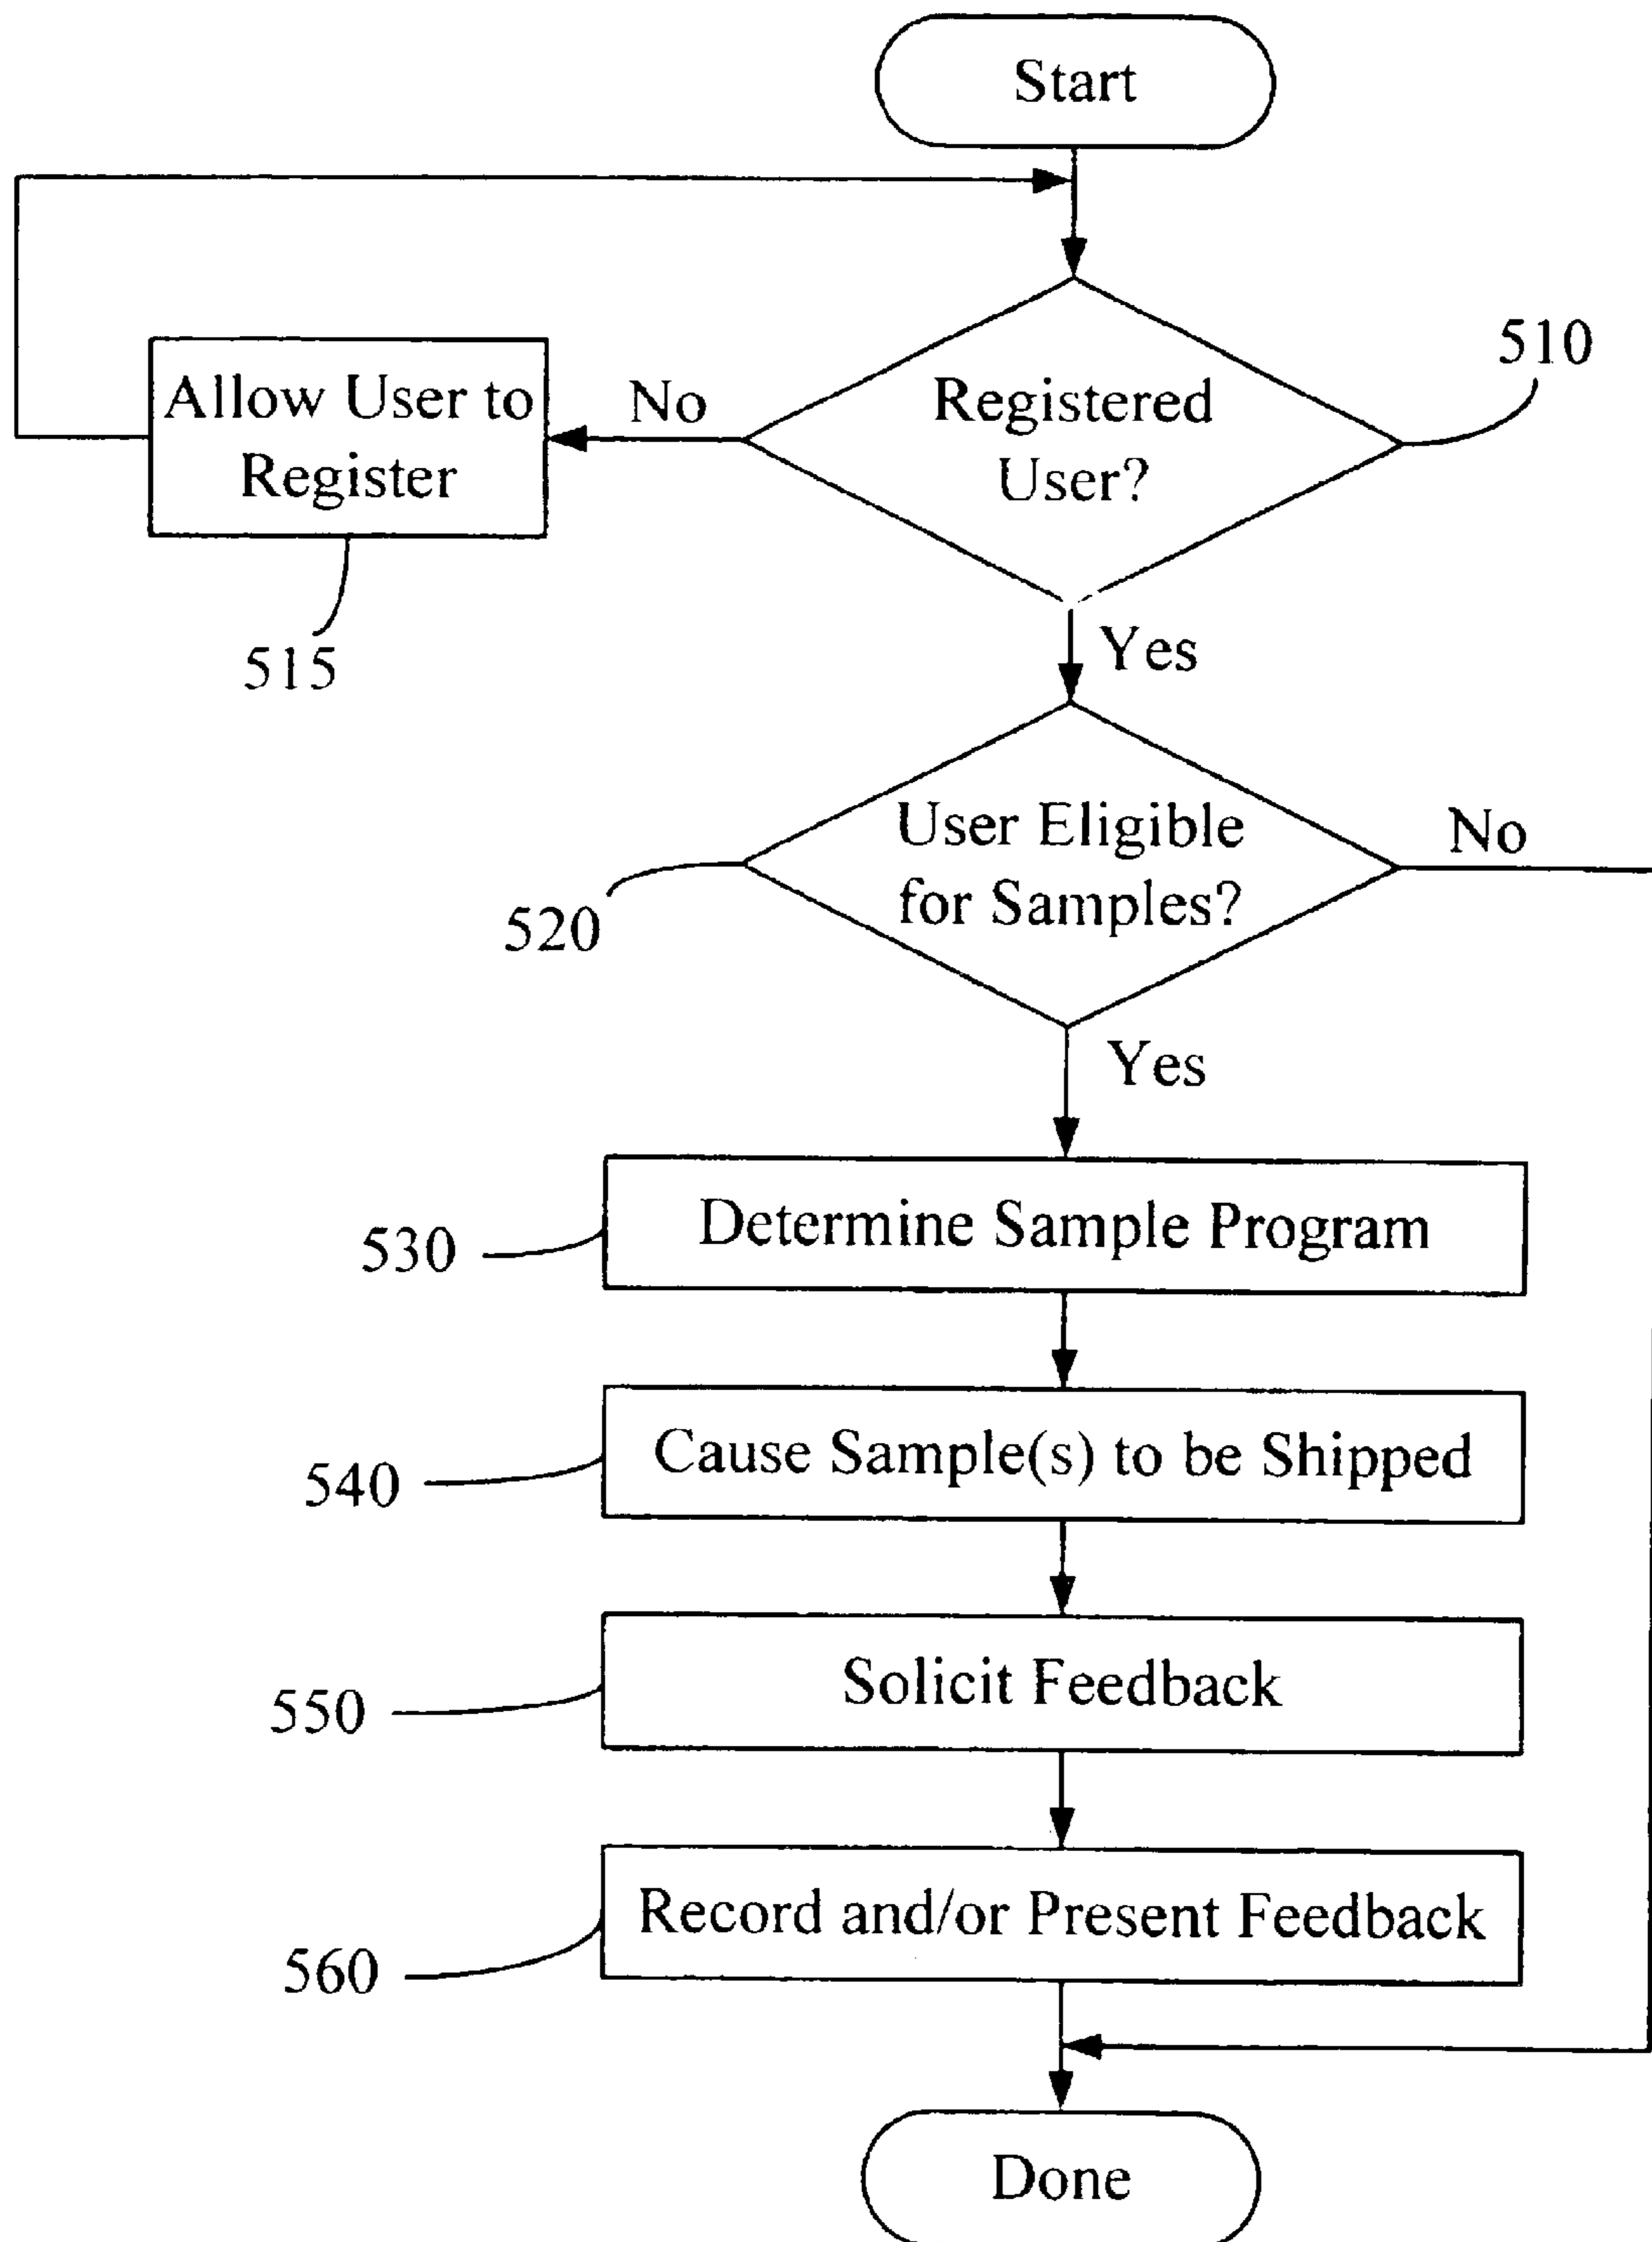 Start
Registered
User?
510
No
Allow User to
Register
515
Yes
User Eligible
for Samples?
No
520
Yes
Determine Sample Program
530
Cause Sample(s) to be Shipped
540
Solicit Feedback
550
Record and/or Present Feedback
560
Done